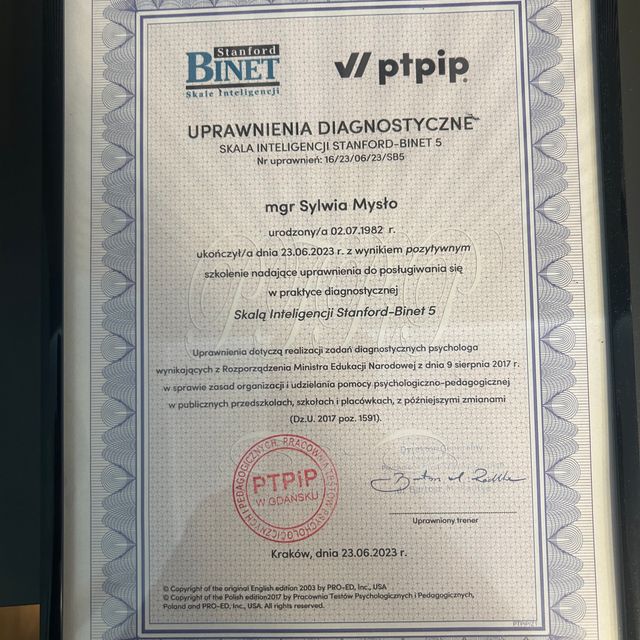 Stanford
BINET
Skale Inteligencji
ptpip
UPRAWNIENIA DIAGNOSTYCZNE
SKALA INTELIGENCJI STANFORD-BINET 5
Nr uprawnień: 16/23/06/23/SB5
mgr Sylwia Mysło
urodzony/a 02.07.1982 r.
ukończył/a dnia 23.06.2023 r. z wynikiem pozytywnym
szkolenie nadające uprawnienia do posługiwania się
w praktyce diagnostycznej
Skalą Inteligencji Stanford-Binet 5
Uprawnienia dotyczą realizacji zadań diagnostycznych psychologa
wynikających z Rozporządzenia Ministra Edukacji Narodowej z dnia 9 sierpnia 2017 r.
w sprawie zasad organizacji i udzielania pomocy psychologiczno-pedagogicznej
w publicznych przedszkolach, szkołach i placówkach, z późniejszymi zmianami
(Dz.U. 2017 poz. 1591).
PRACOWNIA TESTÓW PSYCHOLOGICZNYCH I PEDAGOGICZNYCH
PTPiP
W GDAŃSKU
Uprawniony trener
Kraków, dnia 23.06.2023 r.
© Copyright of the original English edition 2003 by PRO-ED, Inc., USA
© Copyright of the Polish edition2017 by Pracownia Testów Psychologicznych i Pedagogicznych,
Poland and PRO-ED, Inc., USA. All rights reserved.